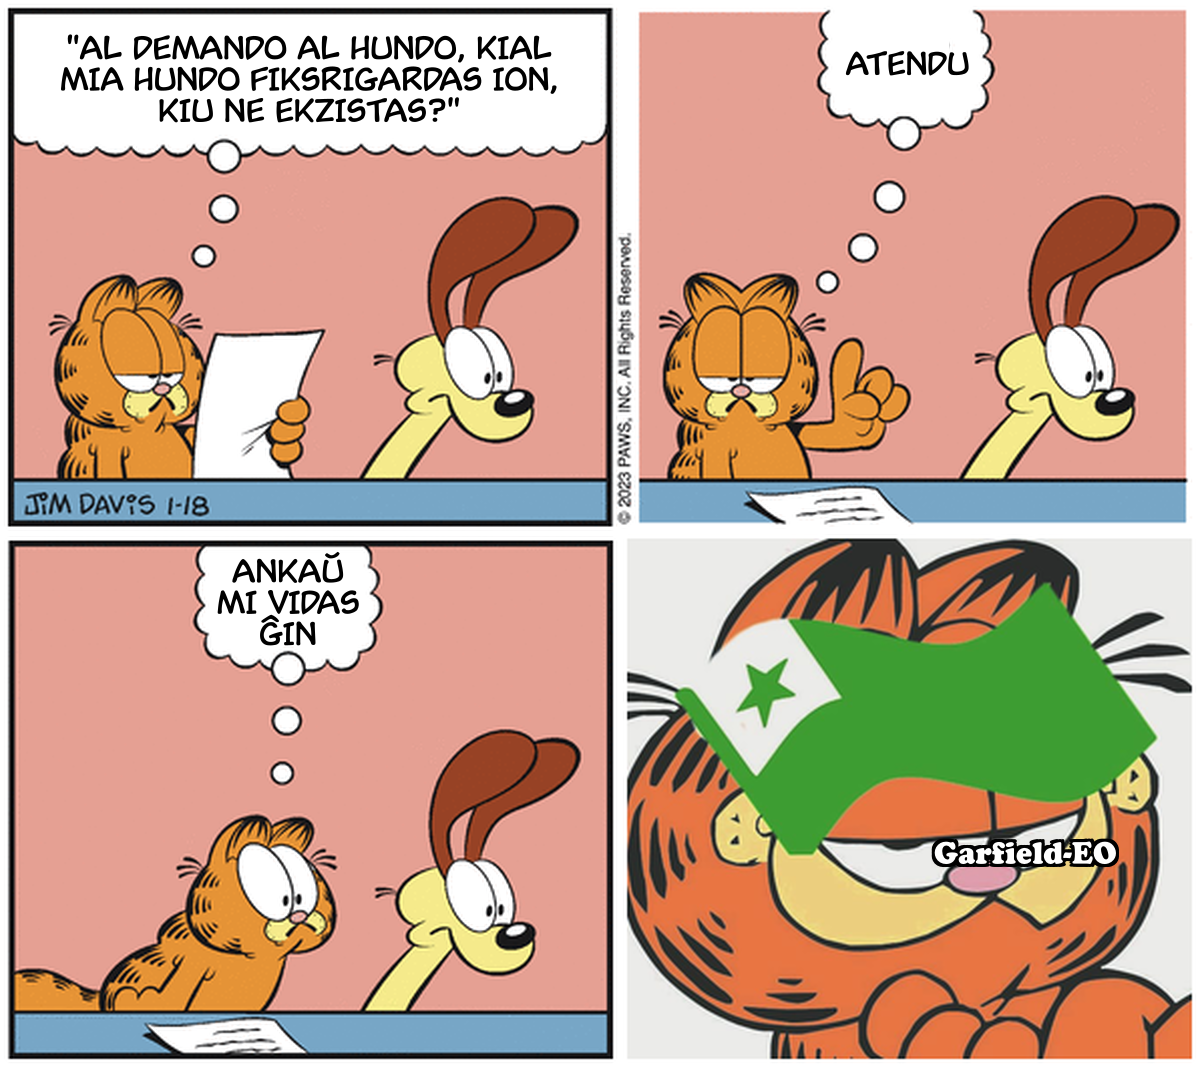 "AL DEMANDO AL HUNDO, KIAL
MIA HUNDO FIKSRIGARDAS ION,
KIU NE EKZISTAS?"
JIM DAVIS 1-18
© 2023 PAWS, INC. All Rights Reserved.
ATENDU
ANKAŬ
MI VIDAS
ĜIN
Garfield-EO